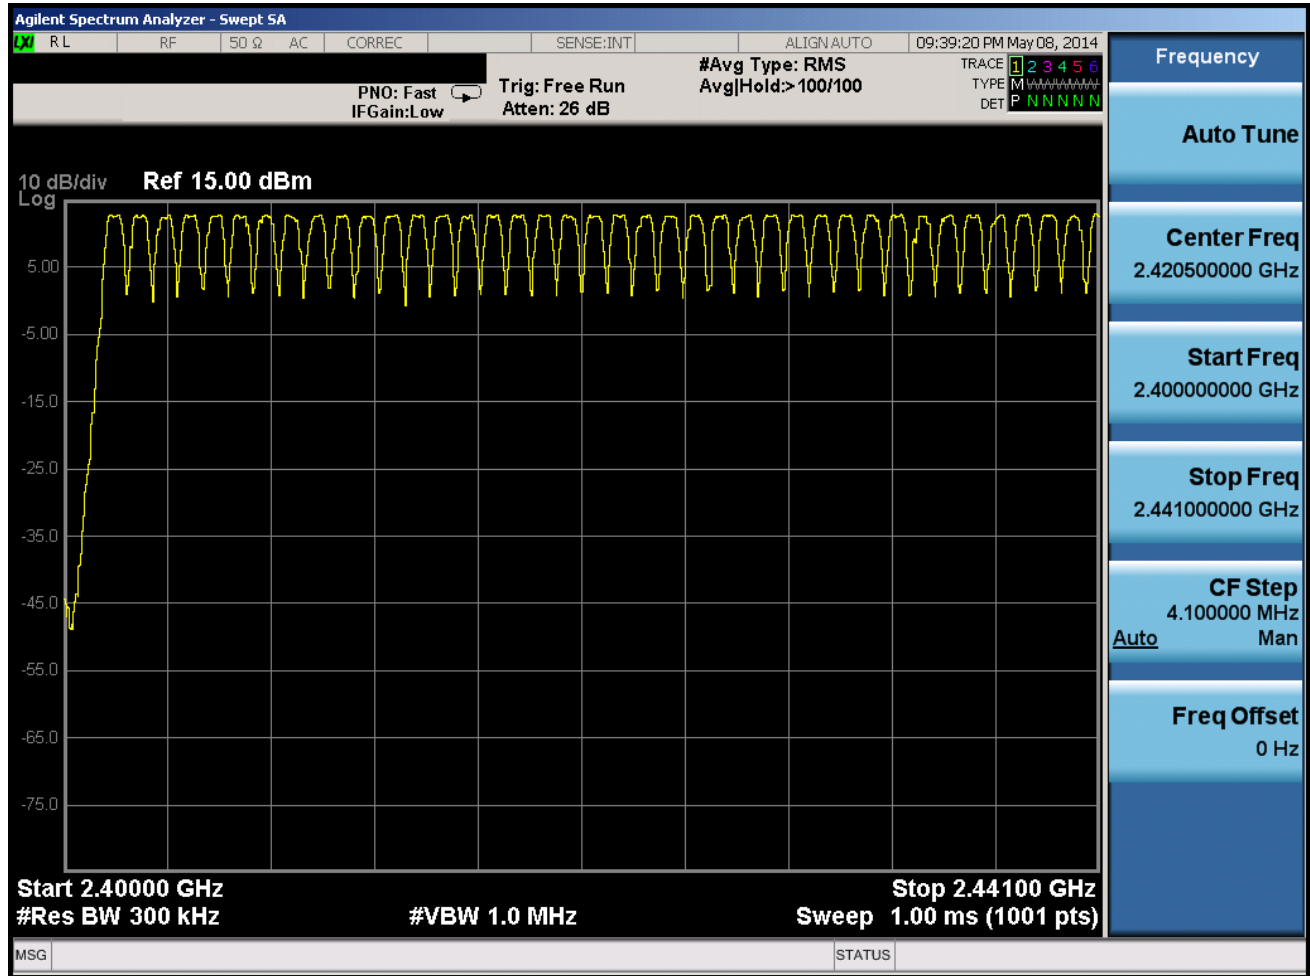 Agilent Spectrum Analyzer - Swept SA
LXI RL RF 50 Ω AC CORREC SENSE:INT ALIGN AUTO 09:39:20 PM May 08, 2014
#Avg Type: RMS TRACE 1 2 3 4 5 6
PNO: Fast Trig: Free Run Avg|Hold:>100/100 TYPE M WWWWW
IFGain:Low Atten: 26 dB DET P N N N N N
10 dB/div Ref 15.00 dBm
Log
5.00
-5.00
-15.0
-25.0
-35.0
-45.0
-55.0
-65.0
-75.0
Start 2.40000 GHz Stop 2.44100 GHz
#Res BW 300 kHz #VBW 1.0 MHz Sweep 1.00 ms (1001 pts)
MSG STATUS
Frequency
Auto Tune
Center Freq
2.420500000 GHz
Start Freq
2.400000000 GHz
Stop Freq
2.441000000 GHz
CF Step
4.100000 MHz
Auto Man
Freq Offset
0 Hz